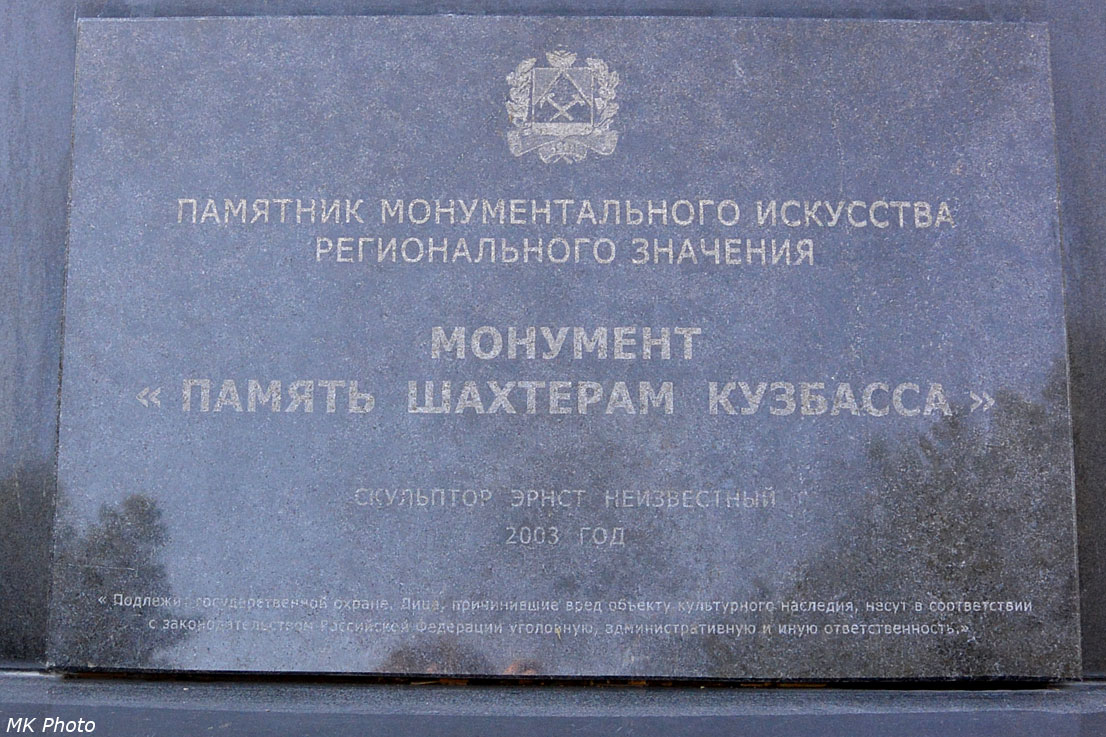 ПАМЯТНИК МОНУМЕНТАЛЬНОГО ИСКУССТВА
РЕГИОНАЛЬНОГО ЗНАЧЕНИЯ
МОНУМЕНТ
« ПАМЯТЬ ШАХТЕРАМ КУЗБАССА »
СКУЛЬПТОР ЭРНСТ НЕИЗВЕСТНЫЙ
2003 ГОД
« Подлежит государственной охране. Лица, причинившие вред объекту культурного наследия, несут в соответствии
с законодательством Российской Федерации уголовную, административную и иную ответственность.»
MK Photo